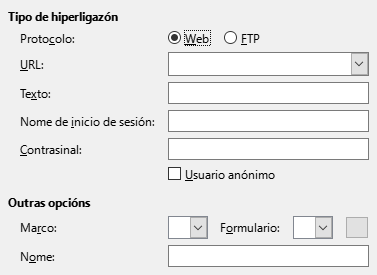 Tipo de hiperligazón
Protocolo: Web FTP
URL:
Texto:
Nome de inicio de sesión:
Contrasinal:
Usuario anónimo
Outras opcións
Marco: Formulario:
Nome: